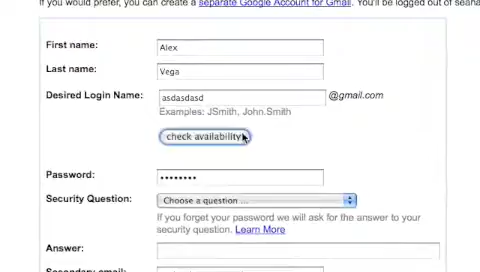 If you would prefer, you can create a separate Google Account for Gmail. You'll be logged out of
First name:
Alex
Last name:
Vega
Desired Login Name:
asdasdasd
@gmail.com
Examples: JSmith, John.Smith
check availability
Password:
••••••••
Security Question:
Choose a question ...
If you forget your password we will ask for the answer to your
security question. Learn More
Answer:
Secondary email: